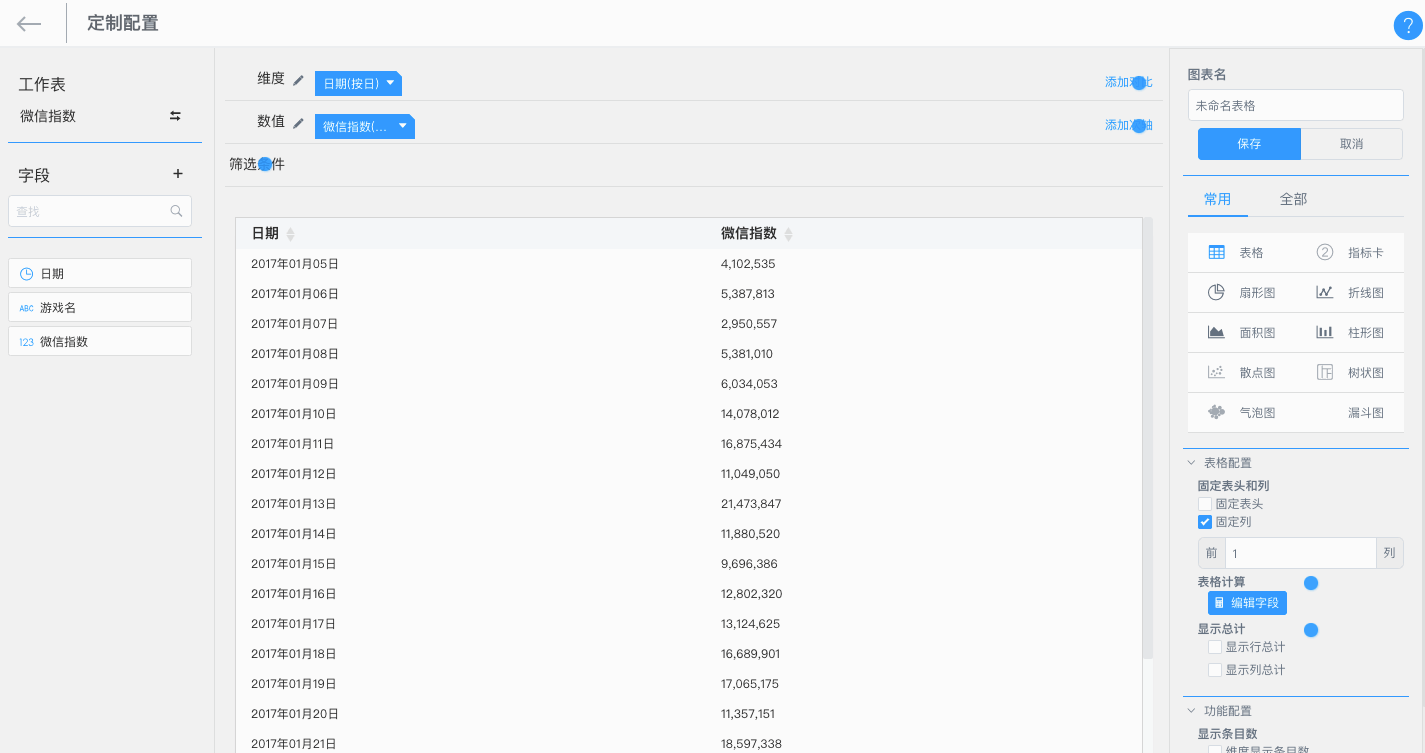 定制配置
?
工作表
微信指数
字段
查找
日期
ABC 游戏名
123 微信指数
维度 日期(按日)
添加对比
数值 微信指数(...
添加次轴
筛选条件
日期 微信指数
2017年01月05日 4,102,535
2017年01月06日 5,387,813
2017年01月07日 2,950,557
2017年01月08日 5,381,010
2017年01月09日 6,034,053
2017年01月10日 14,078,012
2017年01月11日 16,875,434
2017年01月12日 11,049,050
2017年01月13日 21,473,847
2017年01月14日 11,880,520
2017年01月15日 9,696,386
2017年01月16日 12,802,320
2017年01月17日 13,124,625
2017年01月18日 16,689,901
2017年01月19日 17,065,175
2017年01月20日 11,357,151
2017年01月21日 18,597,338
图表名
未命名表格
保存 取消
常用 全部
表格 2 指标卡
扇形图 折线图
面积图 柱形图
散点图 树状图
气泡图 漏斗图
表格配置
固定表头和列
固定表头
固定列
前 1 列
表格计算
编辑字段
显示总计
显示行总计
显示列总计
功能配置
显示条目数
维度显示条目数